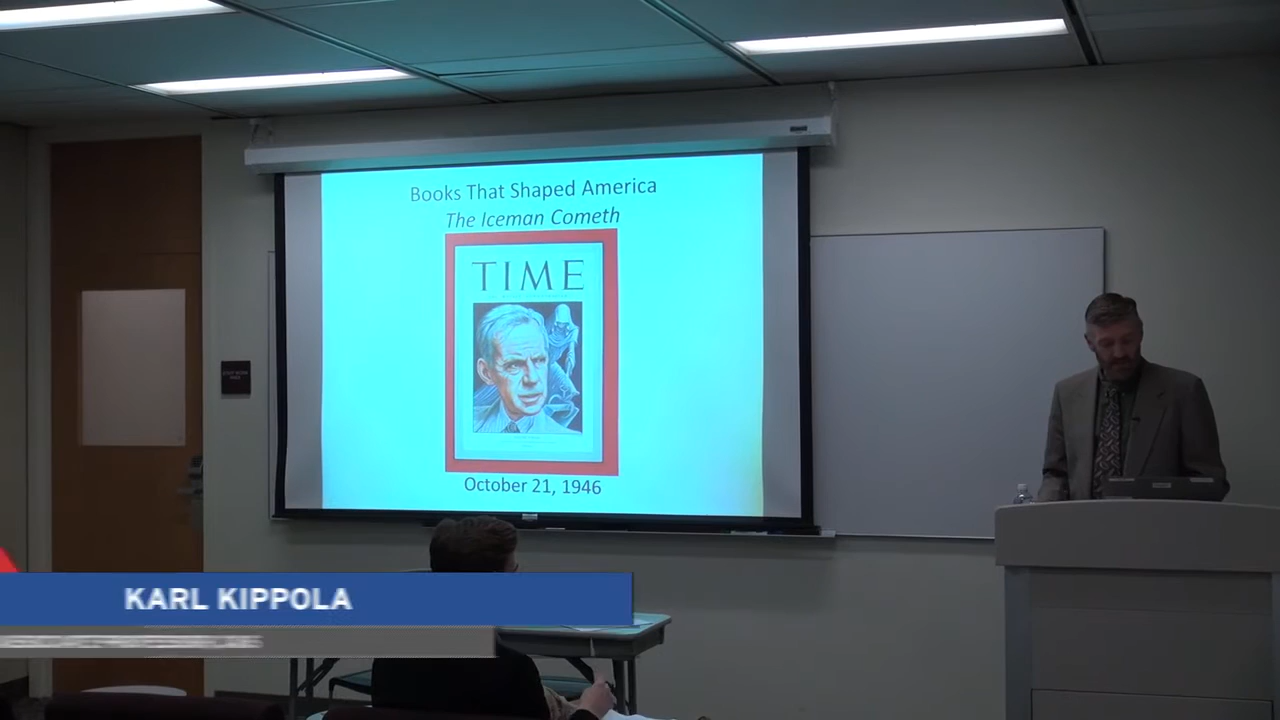 Books That Shaped America
The Iceman Cometh
TIME
October 21, 1946
KARL KIPPOLA